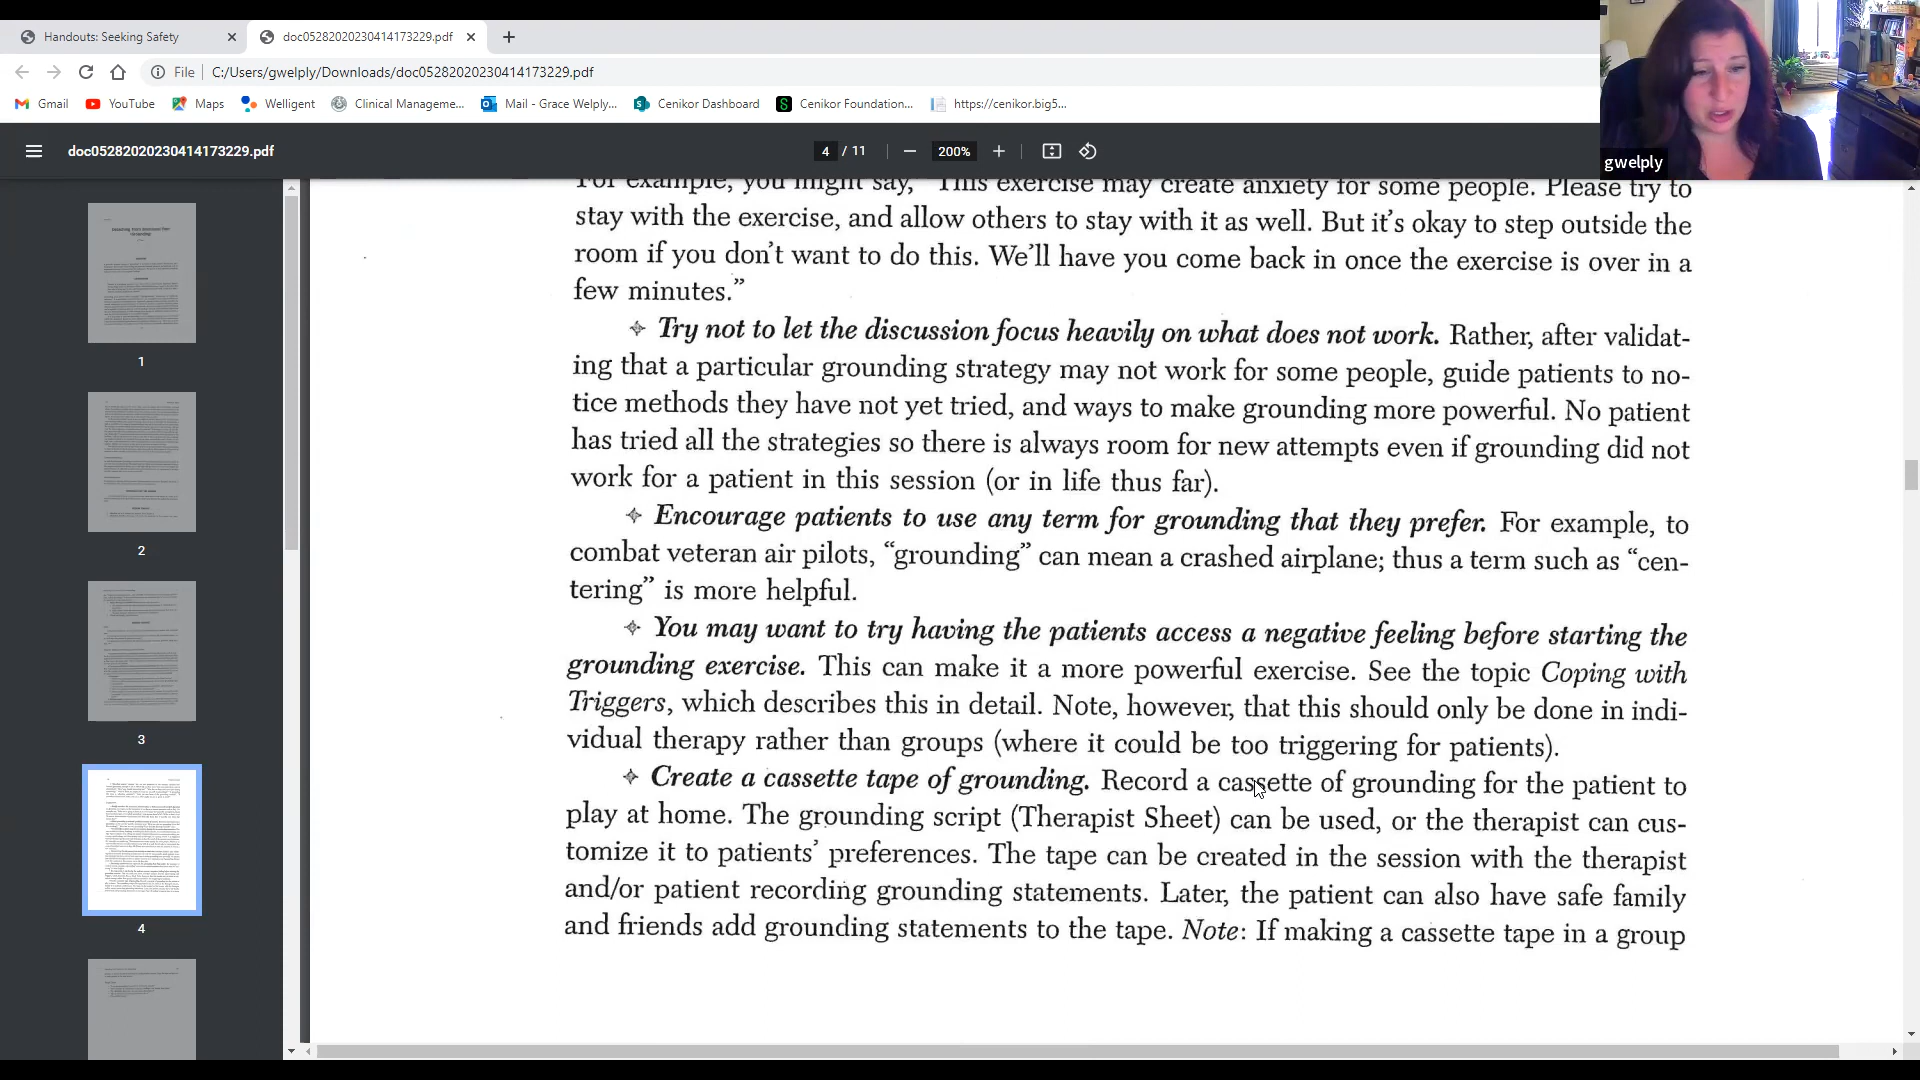 Handouts: Seeking Safety
doc05282020230414173229.pdf
File
C:/Users/gwelply/Downloads/doc05282020230414173229.pdf
Gmail
YouTube
Maps
Welligent
Clinical Manageme...
Mail - Grace Welply...
Cenikor Dashboard
Cenikor Foundation...
https://cenikor.big5...
gwelply
doc05282020230414173229.pdf
4 / 11
200%
1
2
3
4
For example, you might say, "This exercise may create anxiety for some people. Please try to
stay with the exercise, and allow others to stay with it as well. But it's okay to step outside the
room if you don't want to do this. We'll have you come back in once the exercise is over in a
few minutes."
Try not to let the discussion focus heavily on what does not work. Rather, after validat-
ing that a particular grounding strategy may not work for some people, guide patients to no-
tice methods they have not yet tried, and ways to make grounding more powerful. No patient
has tried all the strategies so there is always room for new attempts even if grounding did not
work for a patient in this session (or in life thus far).
Encourage patients to use any term for grounding that they prefer. For example, to
combat veteran air pilots, "grounding" can mean a crashed airplane; thus a term such as "cen-
tering" is more helpful.
You may want to try having the patients access a negative feeling before starting the
grounding exercise. This can make it a more powerful exercise. See the topic Coping with
Triggers, which describes this in detail. Note, however, that this should only be done in indi-
vidual therapy rather than groups (where it could be too triggering for patients).
Create a cassette tape of grounding. Record a cassette of grounding for the patient to
play at home. The grounding script (Therapist Sheet) can be used, or the therapist can cus-
tomize it to patients' preferences. The tape can be created in the session with the therapist
and/or patient recording grounding statements. Later, the patient can also have safe family
and friends add grounding statements to the tape. Note: If making a cassette tape in a group